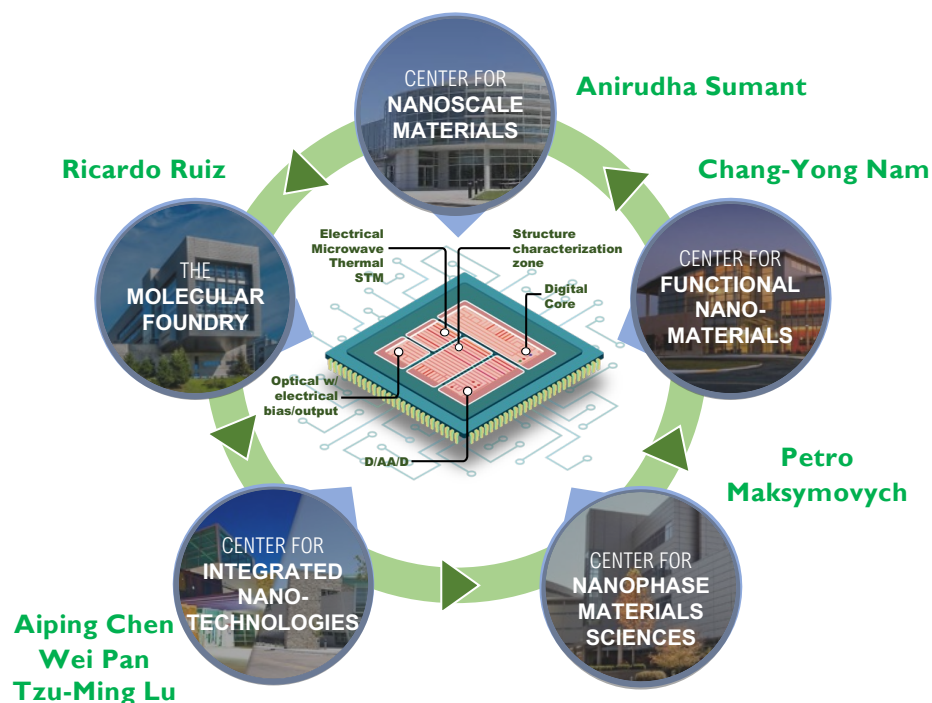 CENTER FOR
NANOSCALE
MATERIALS
Anirudha Sumant
Ricardo Ruiz
Chang-Yong Nam
THE
MOLECULAR
FOUNDRY
Electrical
Microwave
Thermal
STM
Structure
characterization
zone
Digital
Core
CENTER FOR
FUNCTIONAL
NANO-
MATERIALS
Optical w/
electrical
bias/output
D/AA/D
Petro
Maksymovych
CENTER FOR
INTEGRATED
NANO-
TECHNOLOGIES
CENTER FOR
NANOPHASE
MATERIALS
SCIENCES
Aiping Chen
Wei Pan
Tzu-Ming Lu